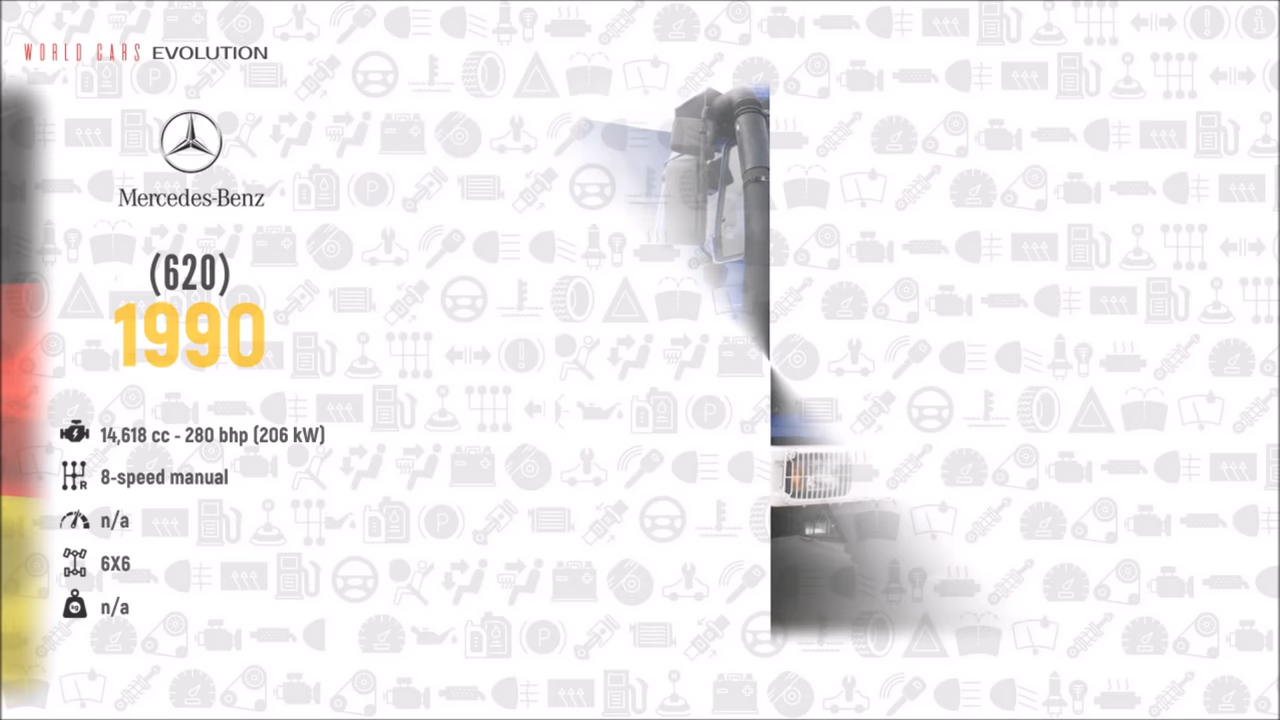 WORLD CARS EVOLUTION
Mercedes-Benz
(620)
1990
14,618 cc - 280 bhp (206 kW)
8-speed manual
n/a
6X6
n/a